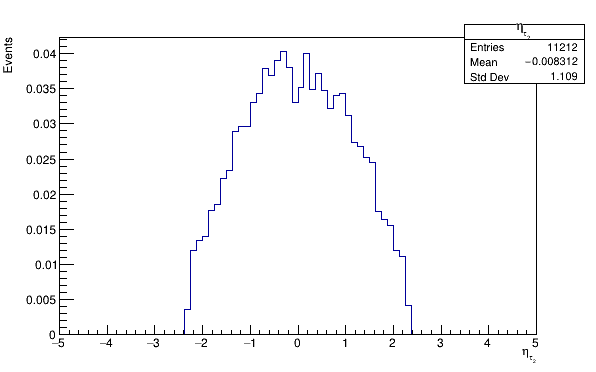 η_τ₂
Entries 11212
Mean −0.008312
Std Dev 1.109
Events
0.04
0.035
0.03
0.025
0.02
0.015
0.01
0.005
0
−5 −4 −3 −2 −1 0 1 2 3 4 5
η_τ₂